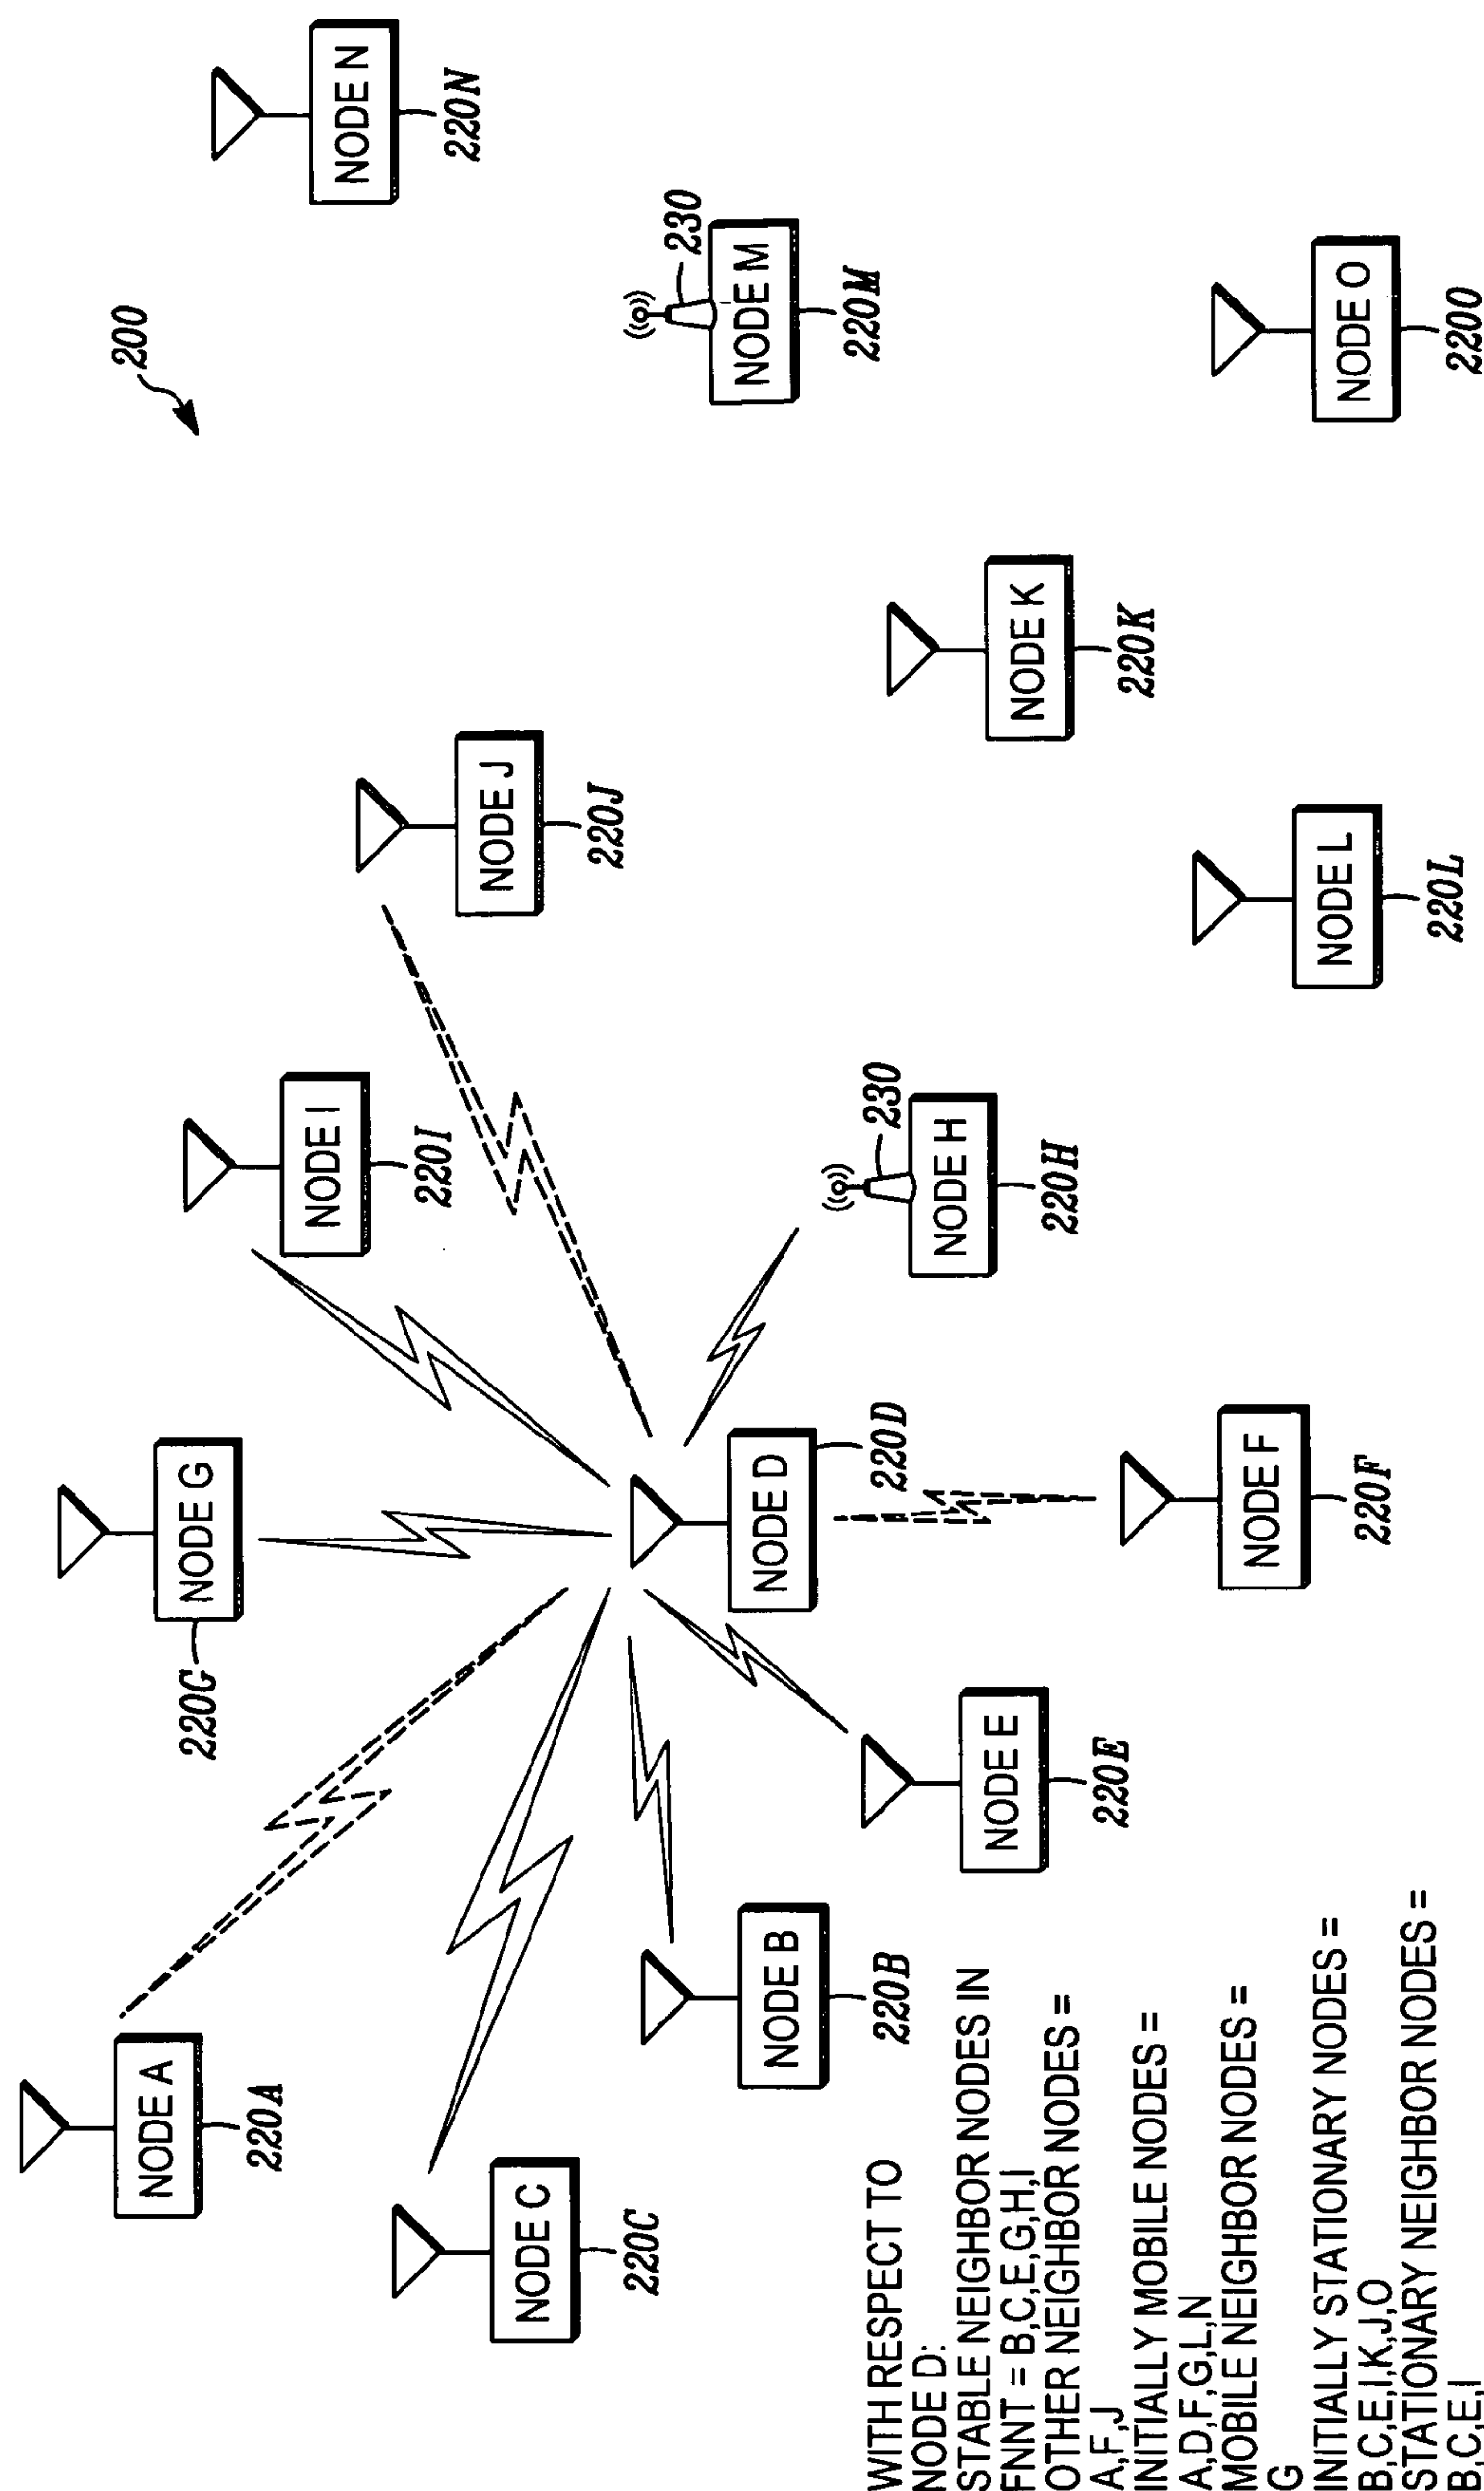 200
NODE A
220A
NODE C
220C
NODE G
220G
NODE I
220I
NODE J
220J
NODE N
220N
230
NODE M
220M
NODE B
220B
NODE D
220D
230
NODE H
220H
NODE K
220K
NODE E
220E
NODE F
220F
NODE L
220L
NODE O
220O
WITH RESPECT TO
NODE D:
STABLE NEIGHBOR NODES IN
FNNT = B,C,E,G,H,I
OTHER NEIGHBOR NODES =
A,F,J
INITIALLY MOBILE NODES =
A,D,F,G,L,N
MOBILE NEIGHBOR NODES =
G
INITIALLY STATIONARY NODES =
B,C,E,I,K,J,O
STATIONARY NEIGHBOR NODES =
B,C,E,I